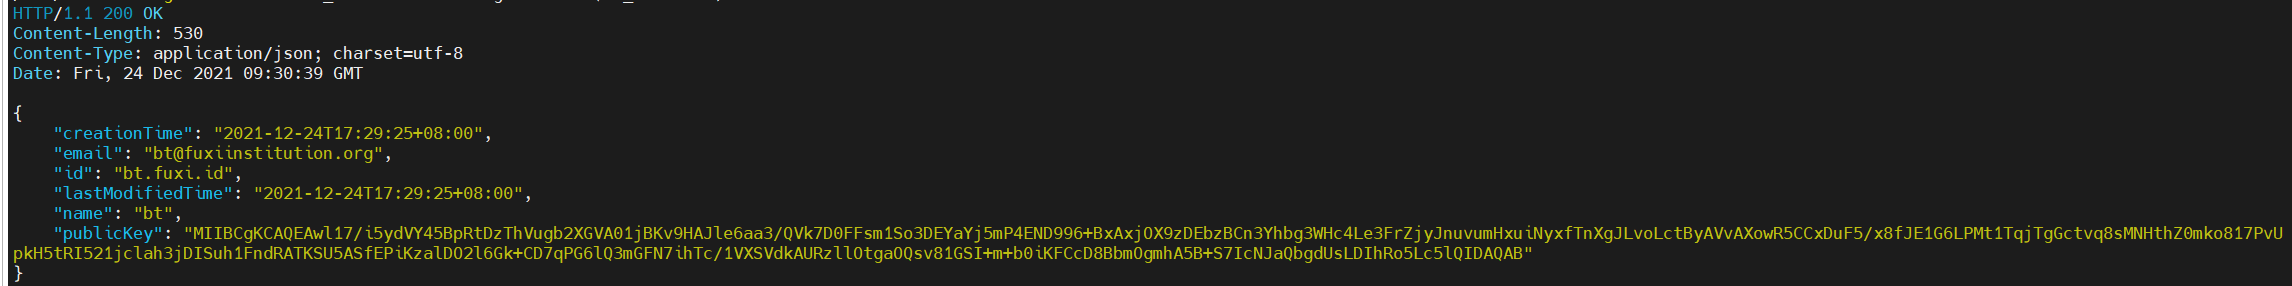 HTTP/1.1 200 OK
Content-Length: 530
Content-Type: application/json; charset=utf-8
Date: Fri, 24 Dec 2021 09:30:39 GMT
{
"creationTime": "2021-12-24T17:29:25+08:00",
"email": "bt@fuxiinstitution.org",
"id": "bt.fuxi.id",
"lastModifiedTime": "2021-12-24T17:29:25+08:00",
"name": "bt",
"publicKey": "MIIBCgKCAQEAwl17/i5ydVY45BpRtDzThVugb2XGVA01jBKv9HAJle6aa3/QVk7D0FFsm1So3DEYaYj5mP4END996+BxAxjOX9zDEbzBCn3Yhbg3WHc4Le3FrZjyJnuvumHxuiNyxfTnXgJLvoLctByAVvAXowR5CCxDuF5/x8fJE1G6LPMt1TqjTgGctvq8sMNHthZ0mko817PvU
pkH5tRI521jclah3jDISuh1FndRATKSU5ASfEPiKzalDO2l6Gk+CD7qPG6lQ3mGFN7ihTc/1VXSVdkAURzllOtgaOQsv81GSI+m+b0iKFCcD8BbmOgmhA5B+S7IcNJaQbgdUsLDIhRo5Lc5lQIDAQAB"
}